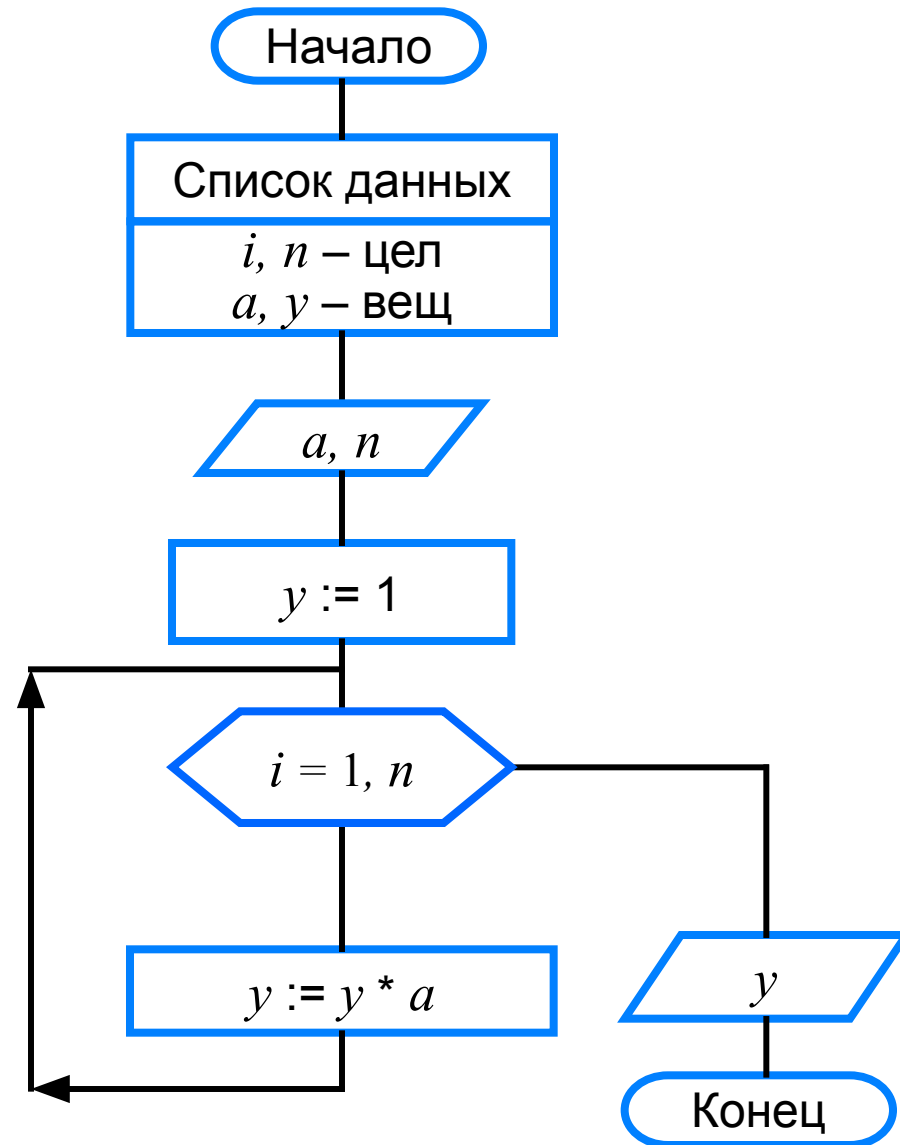 Начало
Список данных
i, n – цел
a, y – вещ
a, n
y := 1
i = 1, n
y := y * a
y
Конец